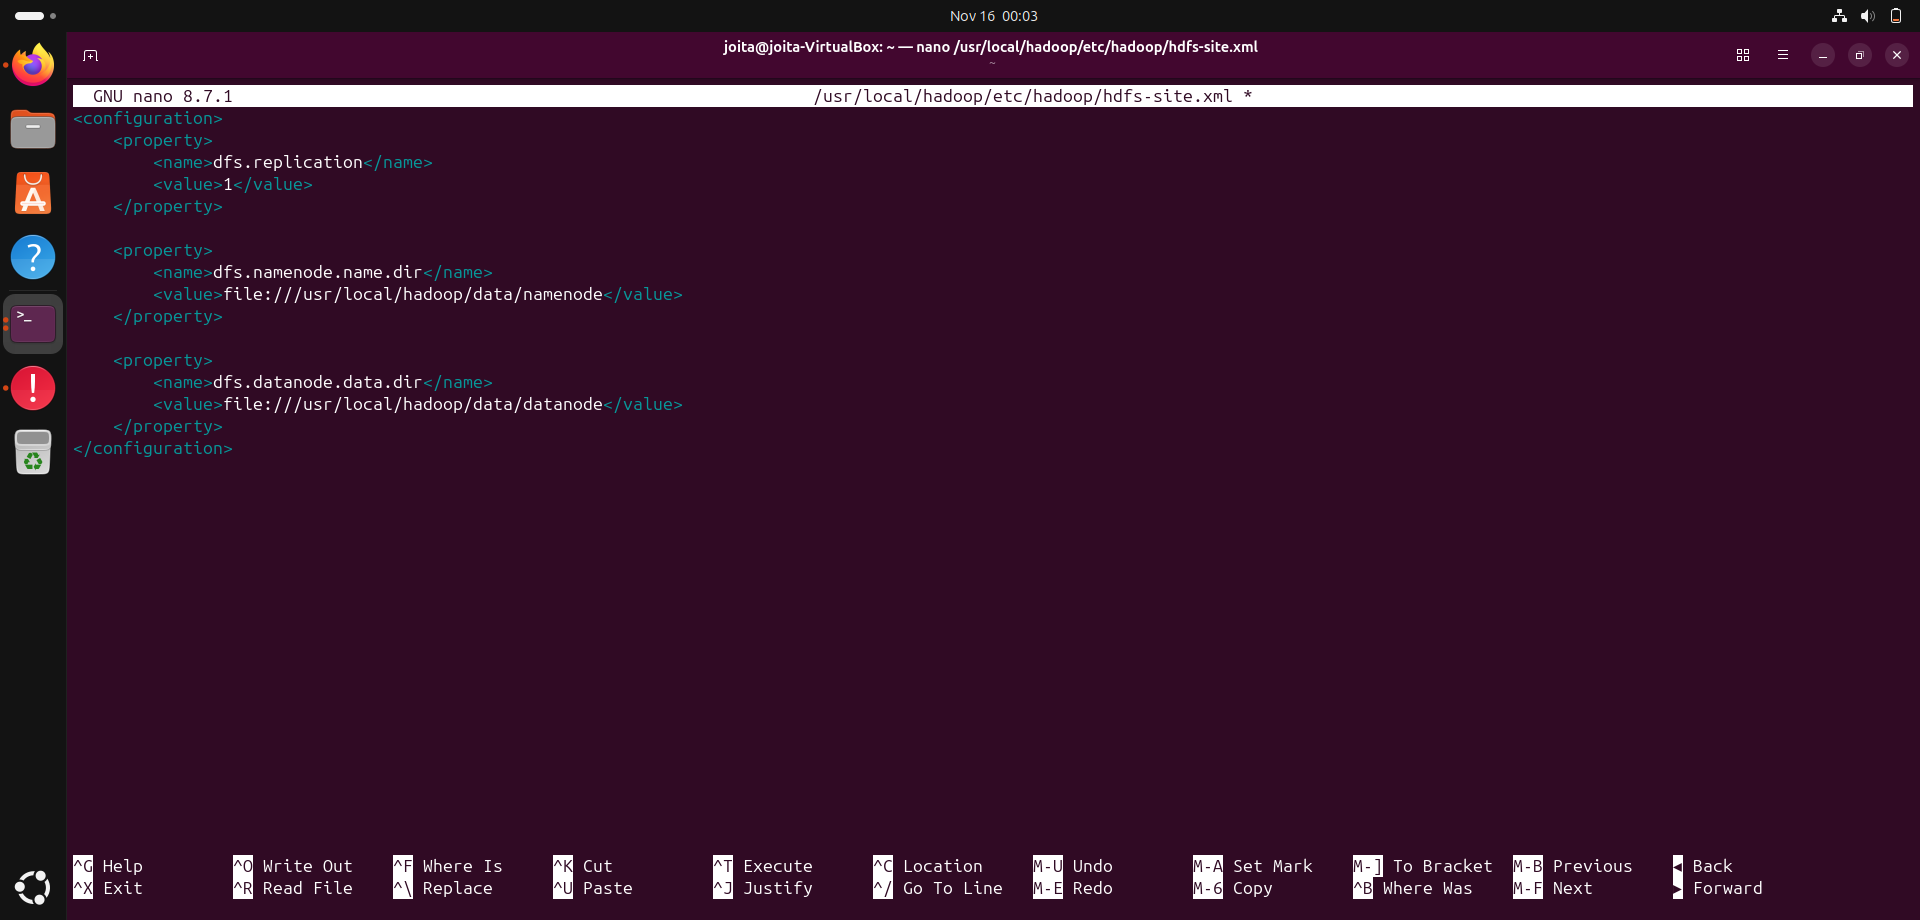 Nov 16 00:03
joita@joita-VirtualBox: ~ — nano /usr/local/hadoop/etc/hadoop/hdfs-site.xml
~
GNU nano 8.7.1 /usr/local/hadoop/etc/hadoop/hdfs-site.xml *
<configuration>
    <property>
        <name>dfs.replication</name>
        <value>1</value>
    </property>

    <property>
        <name>dfs.namenode.name.dir</name>
        <value>file:///usr/local/hadoop/data/namenode</value>
    </property>

    <property>
        <name>dfs.datanode.data.dir</name>
        <value>file:///usr/local/hadoop/data/datanode</value>
    </property>
</configuration>
^G Help ^O Write Out ^F Where Is ^K Cut ^T Execute ^C Location M-U Undo M-A Set Mark M-] To Bracket M-B Previous ◂ Back
^X Exit ^R Read File ^\ Replace ^U Paste ^J Justify ^/ Go To Line M-E Redo M-6 Copy ^B Where Was M-F Next ▸ Forward